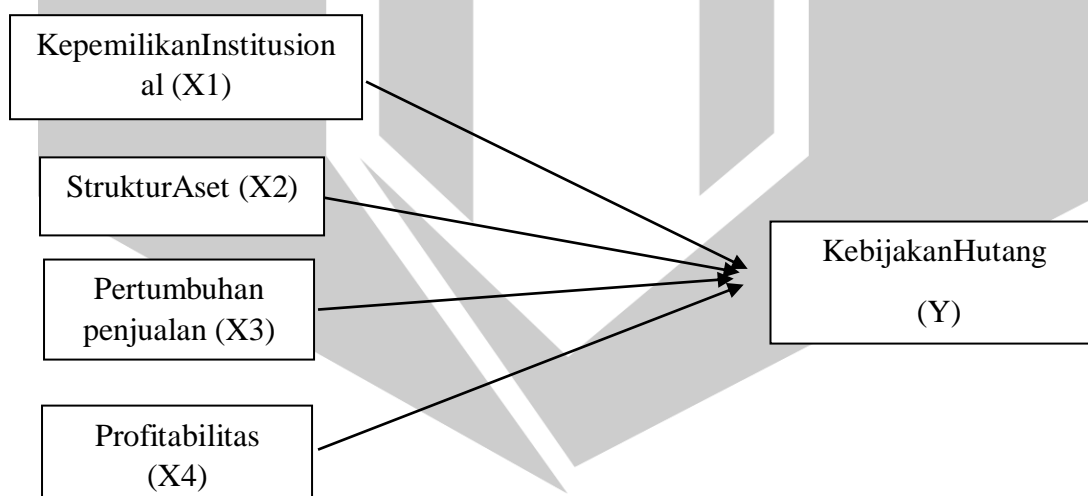 KepemilikanInstitusion
al (X1)
StrukturAset (X2)
Pertumbuhan
penjualan (X3)
Profitabilitas
(X4)
KebijakanHutang
(Y)